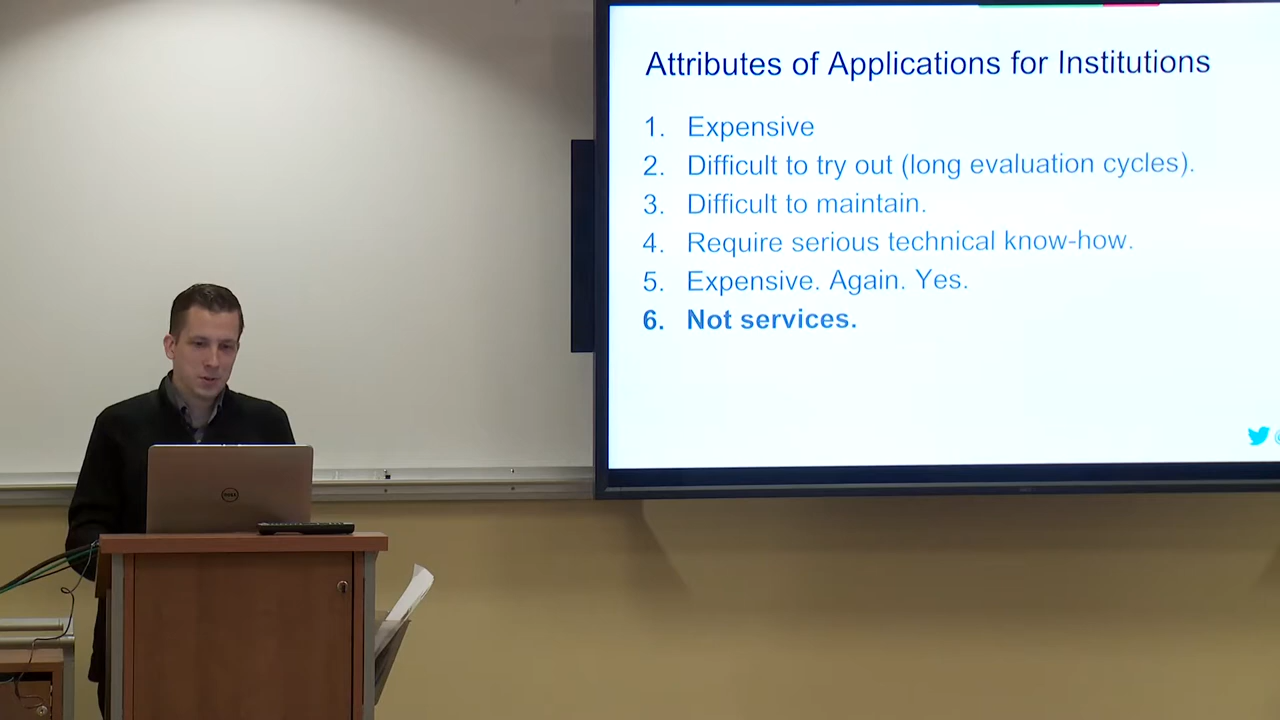 Attributes of Applications for Institutions
1. Expensive
2. Difficult to try out (long evaluation cycles).
3. Difficult to maintain.
4. Require serious technical know-how.
5. Expensive. Again. Yes.
6. Not services.
DELL